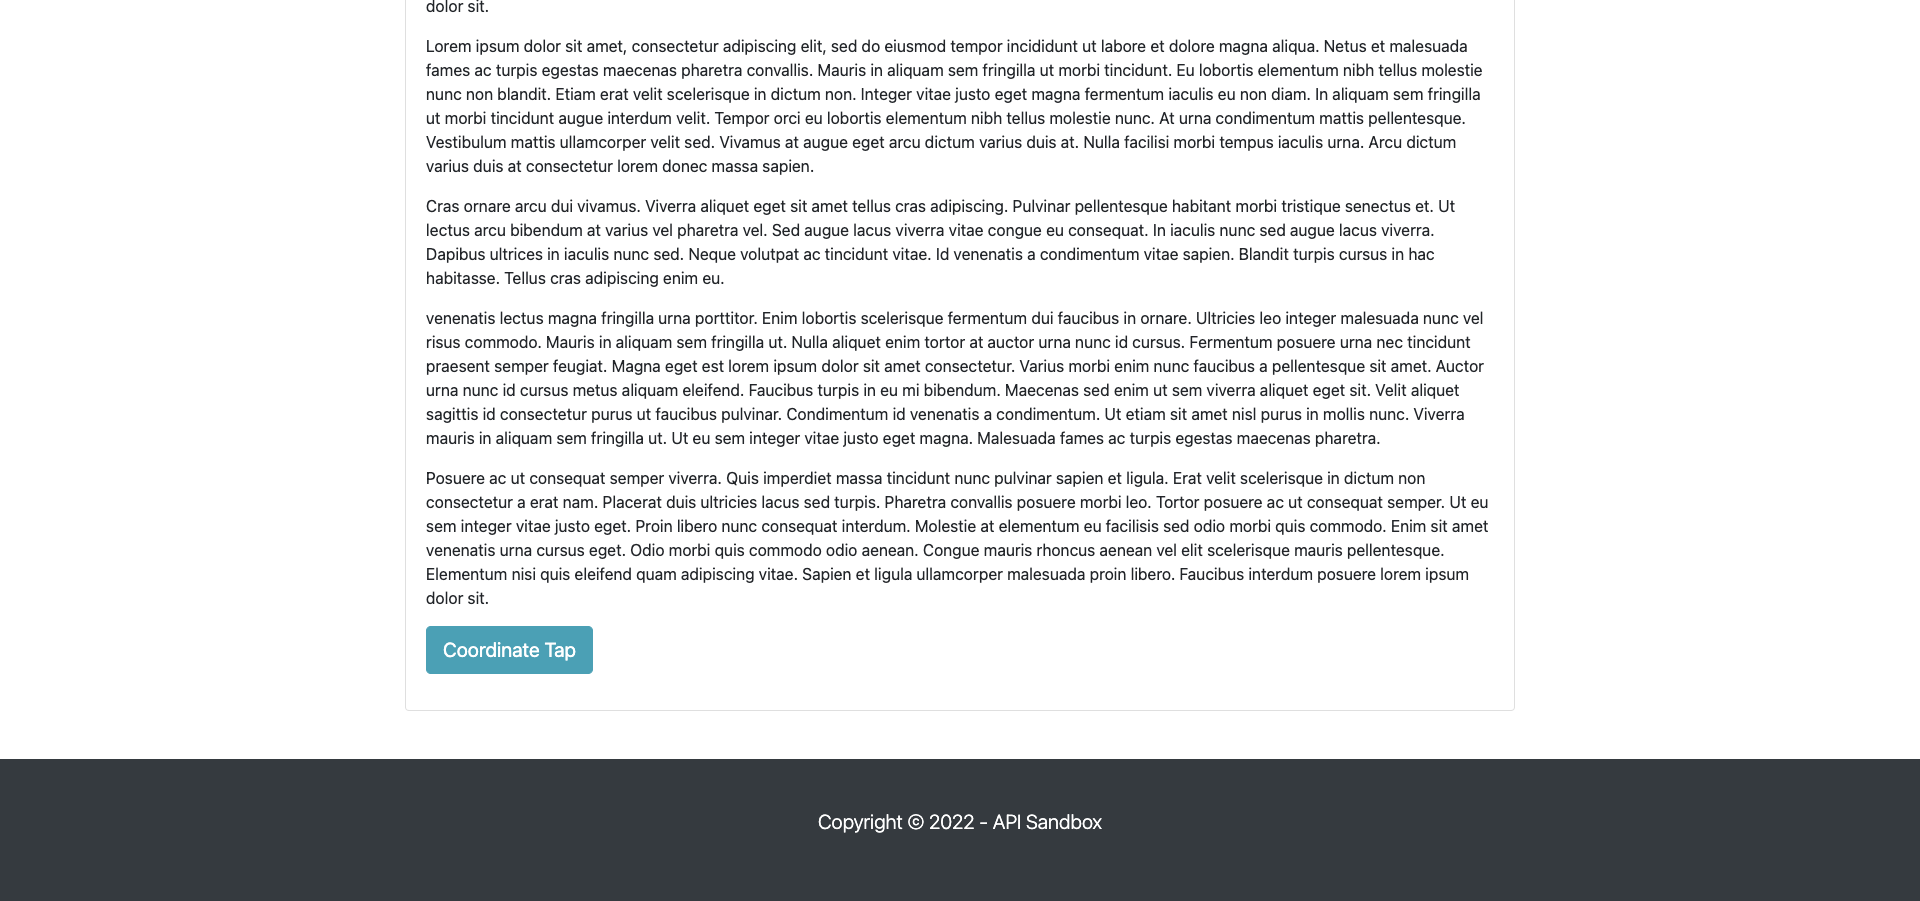 dolor sit.
Lorem ipsum dolor sit amet, consectetur adipiscing elit, sed do eiusmod tempor incididunt ut labore et dolore magna aliqua. Netus et malesuada
fames ac turpis egestas maecenas pharetra convallis. Mauris in aliquam sem fringilla ut morbi tincidunt. Eu lobortis elementum nibh tellus molestie
nunc non blandit. Etiam erat velit scelerisque in dictum non. Integer vitae justo eget magna fermentum iaculis eu non diam. In aliquam sem fringilla
ut morbi tincidunt augue interdum velit. Tempor orci eu lobortis elementum nibh tellus molestie nunc. At urna condimentum mattis pellentesque.
Vestibulum mattis ullamcorper velit sed. Vivamus at augue eget arcu dictum varius duis at. Nulla facilisi morbi tempus iaculis urna. Arcu dictum
varius duis at consectetur lorem donec massa sapien.
Cras ornare arcu dui vivamus. Viverra aliquet eget sit amet tellus cras adipiscing. Pulvinar pellentesque habitant morbi tristique senectus et. Ut
lectus arcu bibendum at varius vel pharetra vel. Sed augue lacus viverra vitae congue eu consequat. In iaculis nunc sed augue lacus viverra.
Dapibus ultrices in iaculis nunc sed. Neque volutpat ac tincidunt vitae. Id venenatis a condimentum vitae sapien. Blandit turpis cursus in hac
habitasse. Tellus cras adipiscing enim eu.
venenatis lectus magna fringilla urna porttitor. Enim lobortis scelerisque fermentum dui faucibus in ornare. Ultricies leo integer malesuada nunc vel
risus commodo. Mauris in aliquam sem fringilla ut. Nulla aliquet enim tortor at auctor urna nunc id cursus. Fermentum posuere urna nec tincidunt
praesent semper feugiat. Magna eget est lorem ipsum dolor sit amet consectetur. Varius morbi enim nunc faucibus a pellentesque sit amet. Auctor
urna nunc id cursus metus aliquam eleifend. Faucibus turpis in eu mi bibendum. Maecenas sed enim ut sem viverra aliquet eget sit. Velit aliquet
sagittis id consectetur purus ut faucibus pulvinar. Condimentum id venenatis a condimentum. Ut etiam sit amet nisl purus in mollis nunc. Viverra
mauris in aliquam sem fringilla ut. Ut eu sem integer vitae justo eget magna. Malesuada fames ac turpis egestas maecenas pharetra.
Posuere ac ut consequat semper viverra. Quis imperdiet massa tincidunt nunc pulvinar sapien et ligula. Erat velit scelerisque in dictum non
consectetur a erat nam. Placerat duis ultricies lacus sed turpis. Pharetra convallis posuere morbi leo. Tortor posuere ac ut consequat semper. Ut eu
sem integer vitae justo eget. Proin libero nunc consequat interdum. Molestie at elementum eu facilisis sed odio morbi quis commodo. Enim sit amet
venenatis urna cursus eget. Odio morbi quis commodo odio aenean. Congue mauris rhoncus aenean vel elit scelerisque mauris pellentesque.
Elementum nisi quis eleifend quam adipiscing vitae. Sapien et ligula ullamcorper malesuada proin libero. Faucibus interdum posuere lorem ipsum
dolor sit.
Coordinate Tap
Copyright © 2022 - API Sandbox